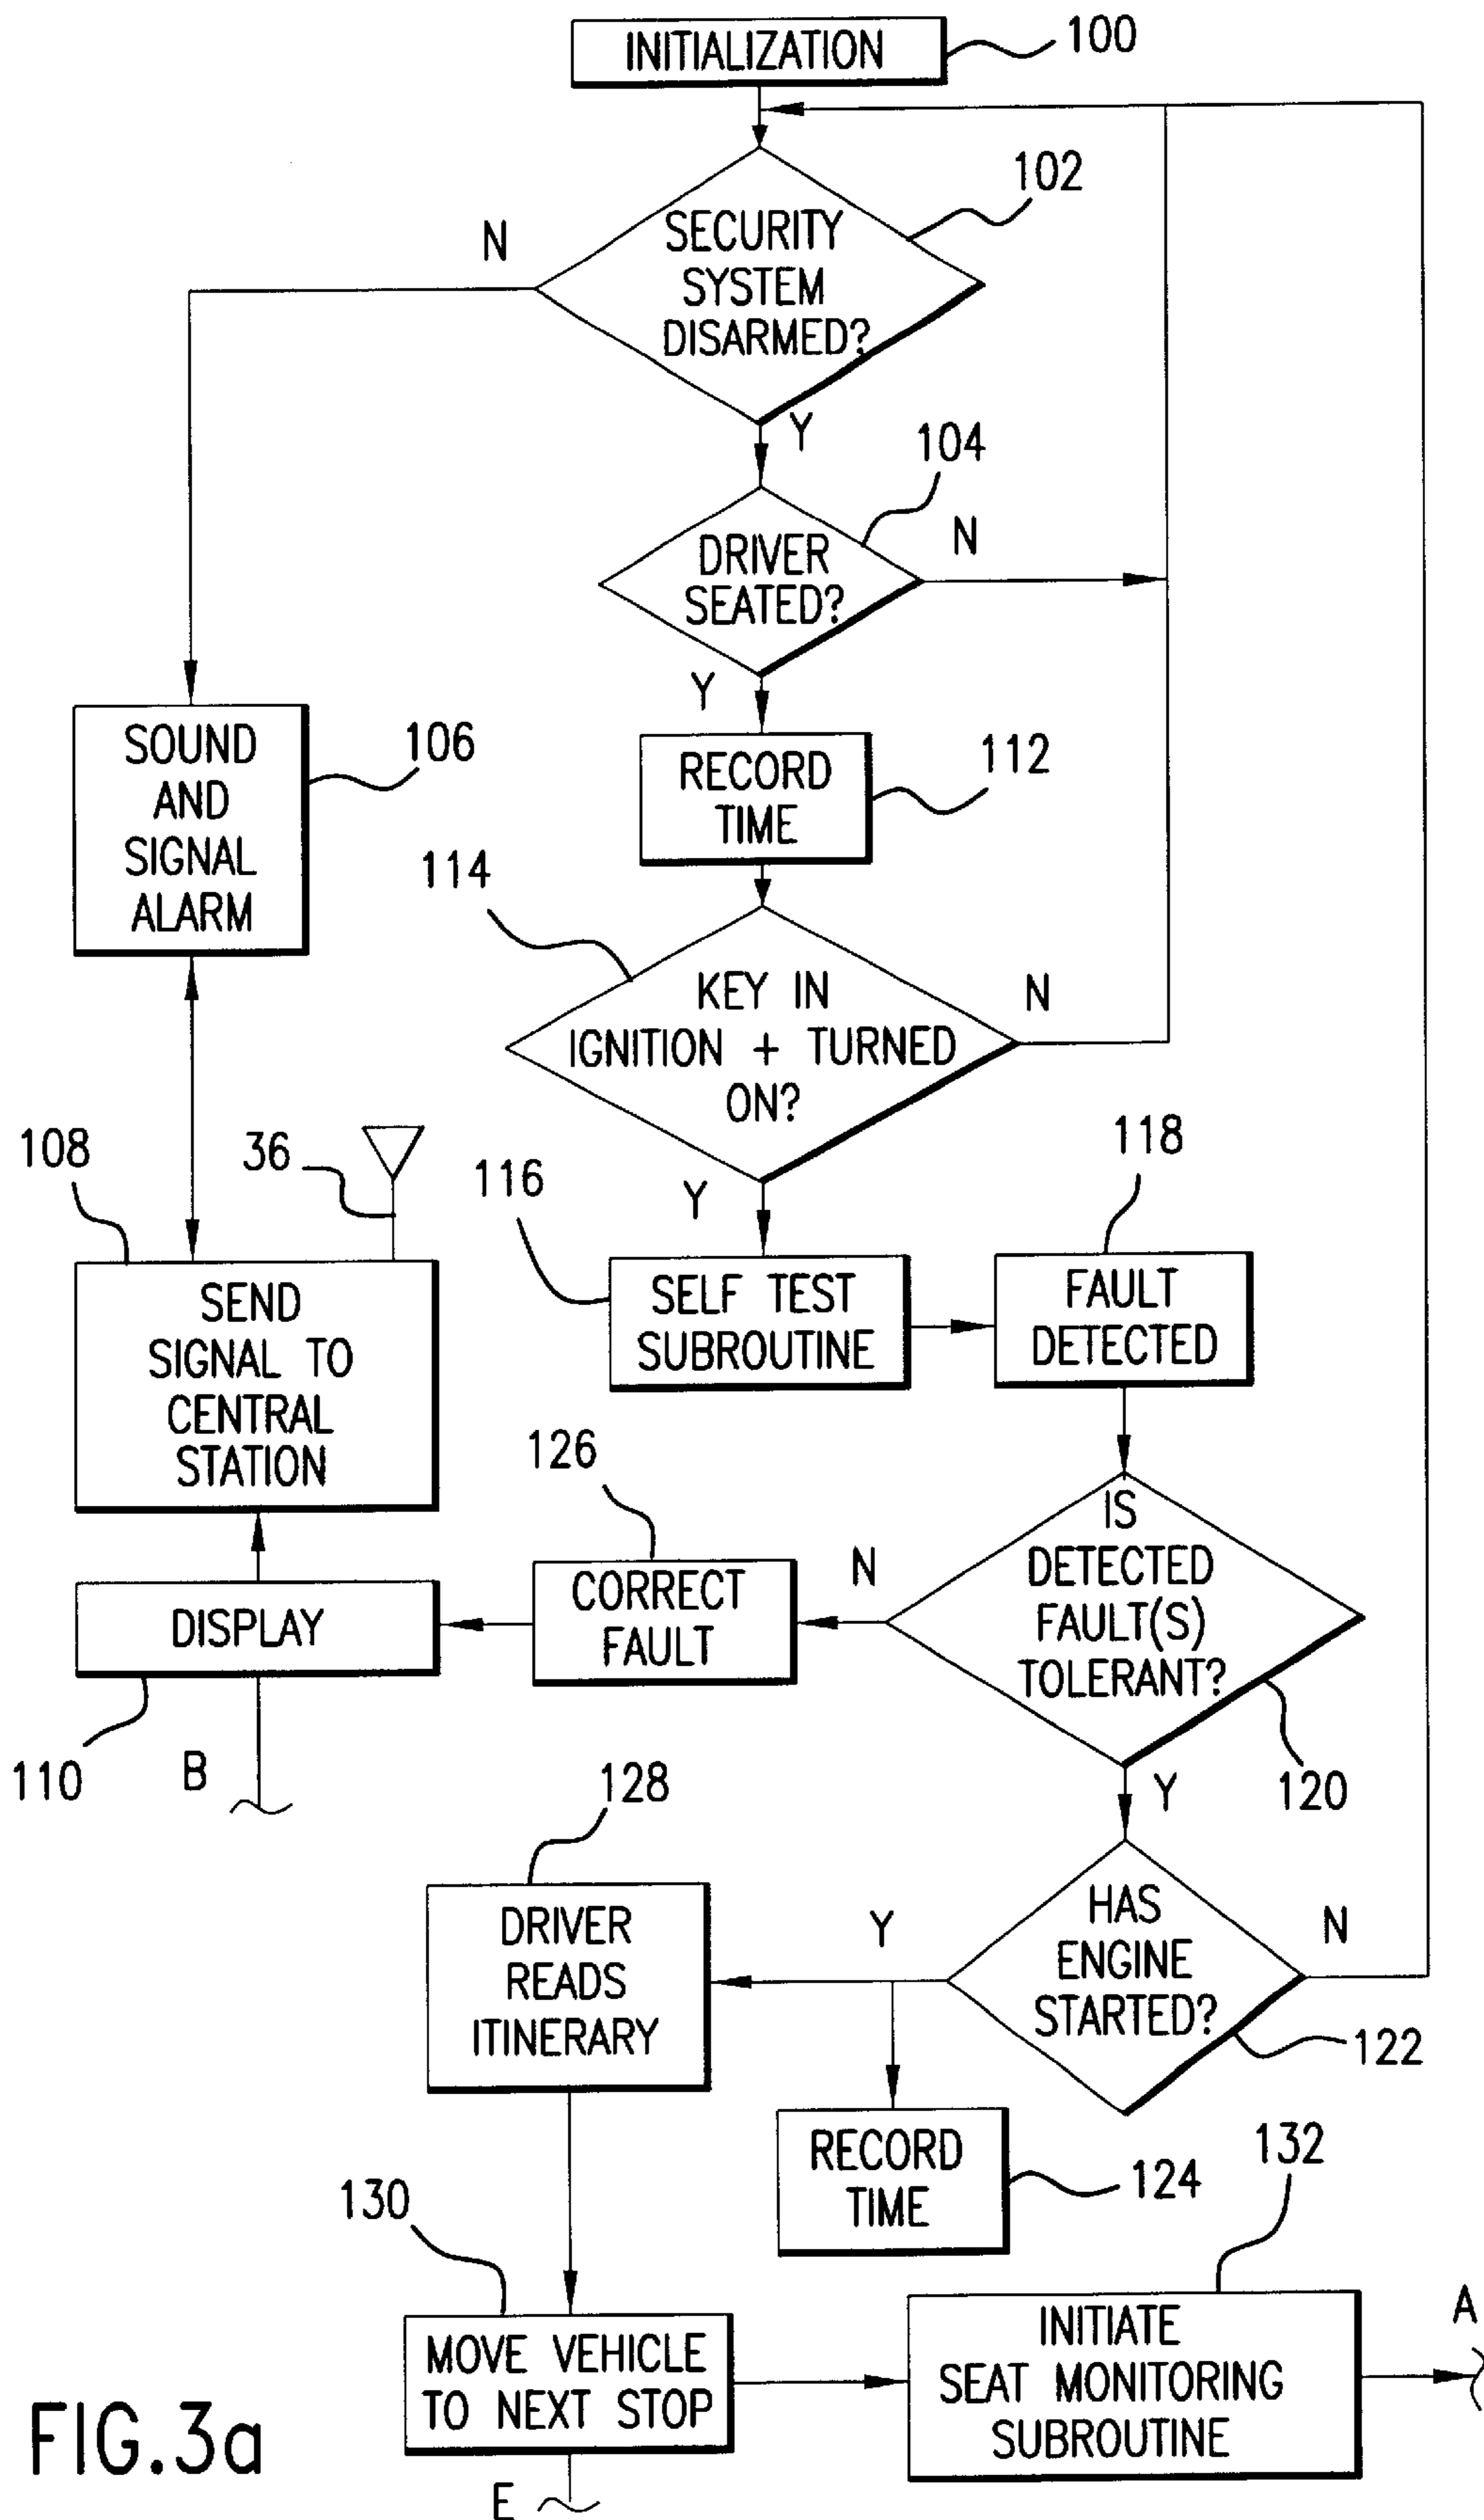 INITIALIZATION
100
102
SECURITY
SYSTEM
DISARMED?
N
Y
104
DRIVER
SEATED?
N
Y
SOUND
AND
SIGNAL
ALARM
106
RECORD
TIME
112
114
KEY IN
IGNITION + TURNED
ON?
N
Y
108
36
SEND
SIGNAL TO
CENTRAL
STATION
116
SELF TEST
SUBROUTINE
118
FAULT
DETECTED
126
CORRECT
FAULT
N
IS
DETECTED
FAULT(S)
TOLERANT?
120
Y
DISPLAY
110
B
128
DRIVER
READS
ITINERARY
Y
HAS
ENGINE
STARTED?
N
122
RECORD
TIME
124
130
MOVE VEHICLE
TO NEXT STOP
132
INITIATE
SEAT MONITORING
SUBROUTINE
A
E
FIG.3a